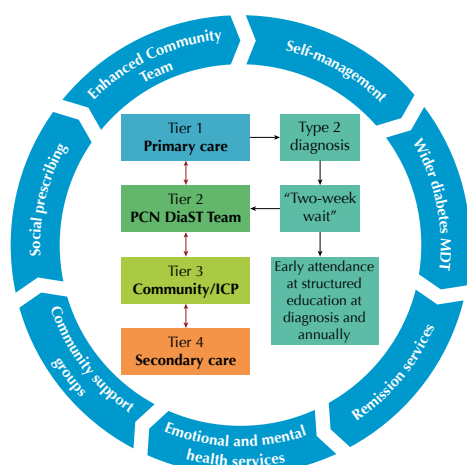 Enhanced Community
Team
Self-management
Wider diabetes MDT
Remission services
Emotional and mental
health services
Community support
groups
Social prescribing
Tier 1
Primary care
Type 2
diagnosis
Tier 2
PCN DiaST Team
“Two-week
wait”
Tier 3
Community/ICP
Early attendance
at structured
education at
diagnosis and
annually
Tier 4
Secondary care